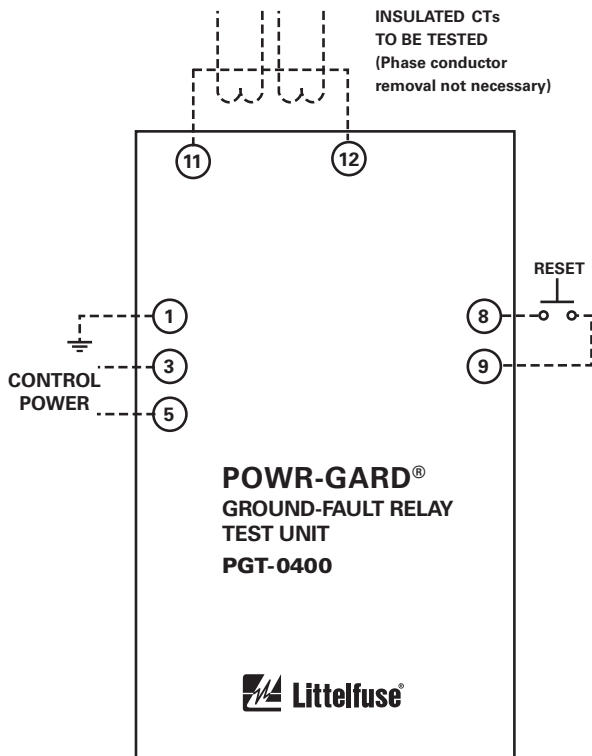 INSULATED CTs
TO BE TESTED
(Phase conductor
removal not necessary)
11
12
RESET
1
8
3
9
CONTROL
POWER
5
POWR-GARD®
GROUND-FAULT RELAY
TEST UNIT
PGT-0400
Littelfuse®